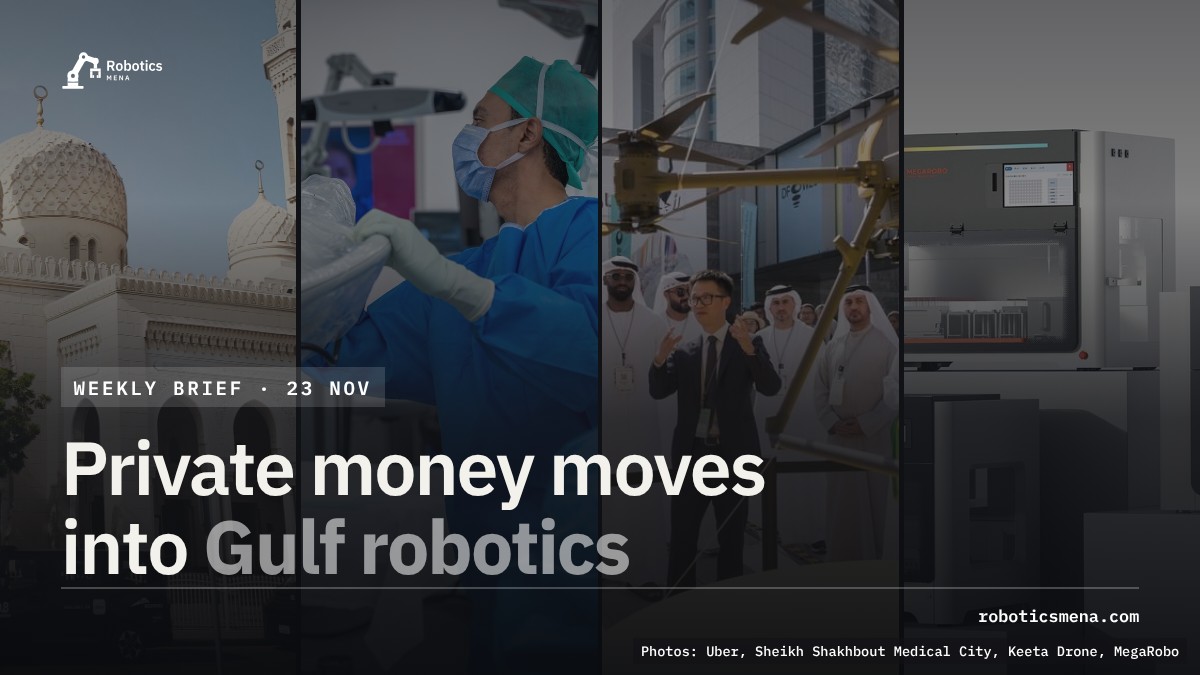 Robotics
MENA
MEGAROBO
WEEKLY BRIEF · 23 NOV
Private money moves
into Gulf robotics
roboticsmena.com
Photos: Uber, Sheikh Shakhbout Medical City, Keeta Drone, MegaRobo